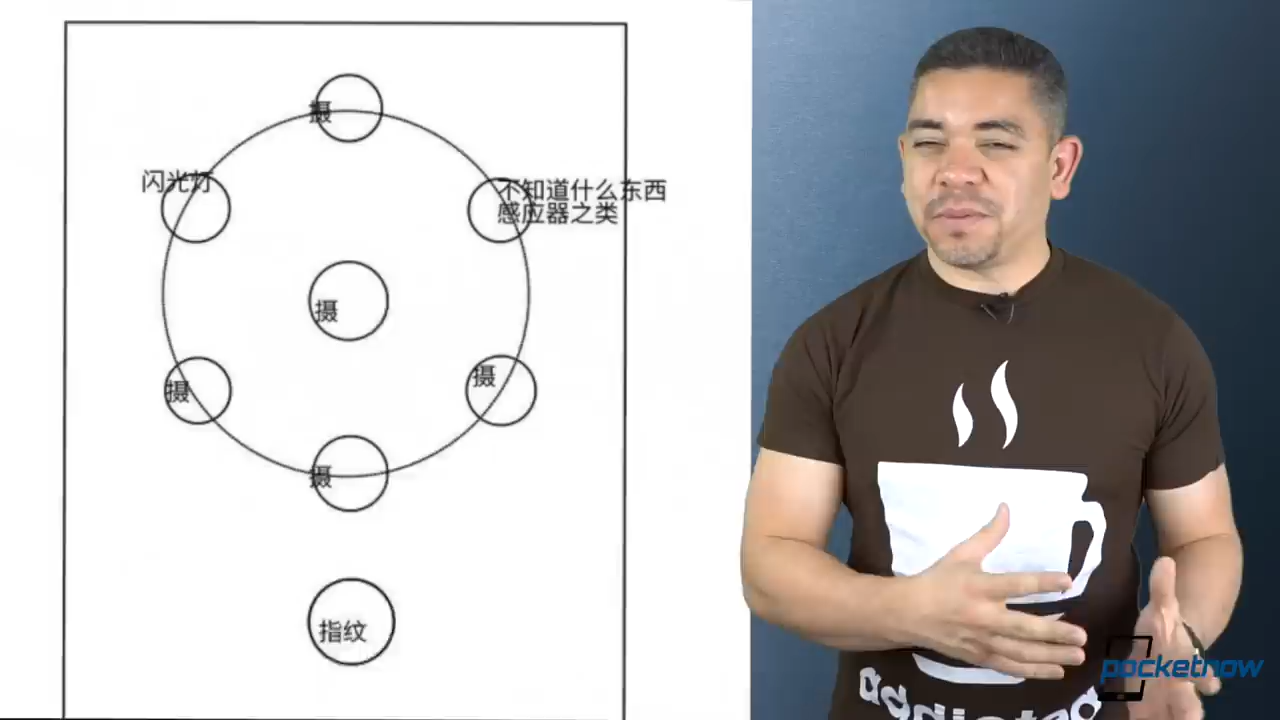 摄
闪光灯
不知道什么东西
感应器之类
摄
摄
摄
摄
指纹
addicted
pocketnow